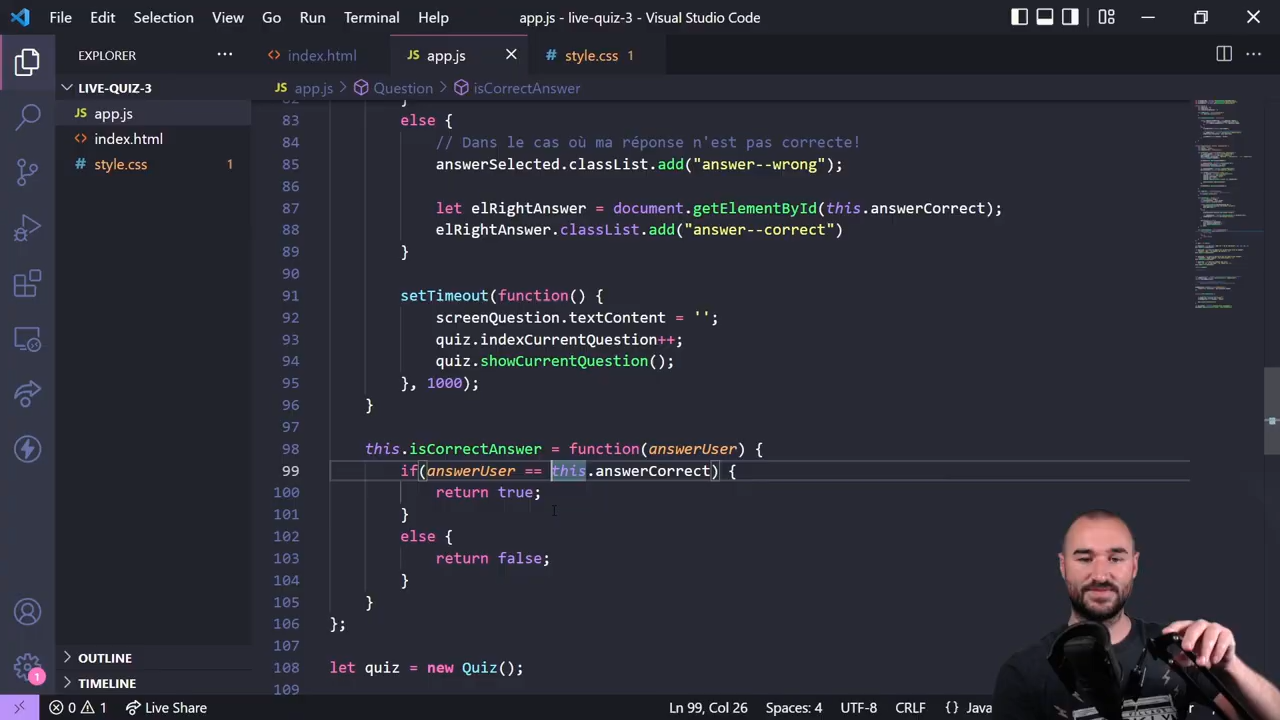 File Edit Selection View Go Run Terminal Help app.js - live-quiz-3 - Visual Studio Code
EXPLORER
index.html
app.js
style.css 1
LIVE-QUIZ-3
app.js > Question > isCorrectAnswer
app.js
index.html
style.css 1
83 else {
84 // Dans cas où ma réponse n'est pas correcte!
85 answerSelected.classList.add("answer--wrong");
86
87 let elRightAnswer = document.getElementById(this.answerCorrect);
88 elRightAnswer.classList.add("answer--correct")
89 }
90
91 setTimeout(function() {
92 screenQuestion.textContent = '';
93 quiz.indexCurrentQuestion++;
94 quiz.showCurrentQuestion();
95 }, 1000);
96 }
97
98 this.isCorrectAnswer = function(answerUser) {
99 if(answerUser == this.answerCorrect) {
100 return true;
101 }
102 else {
103 return false;
104 }
105 }
106 };
107
108 let quiz = new Quiz();
109
OUTLINE
TIMELINE
1
0 1 Live Share Ln 99, Col 26 Spaces: 4 UTF-8 CRLF {} Java